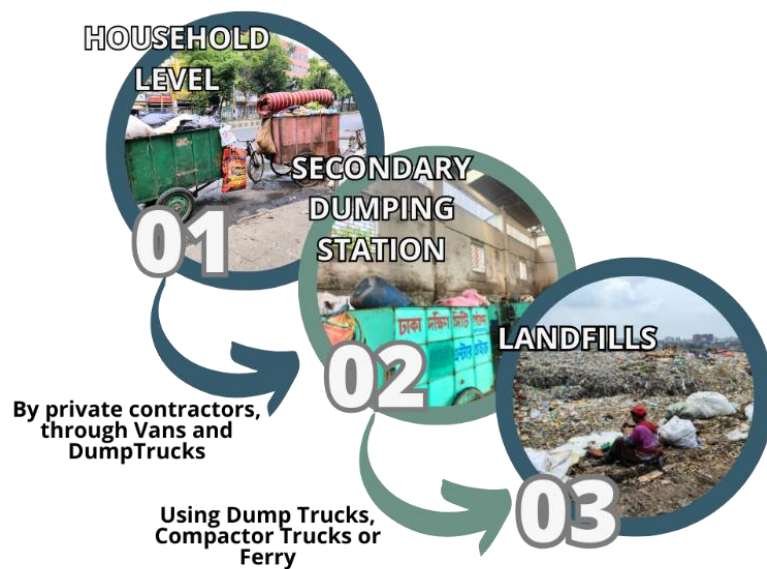 HOUSEHOLD
LEVEL
01
SECONDARY
DUMPING
STATION
ঢাকা দক্ষিণ সিটি
02
LANDFILLS
03
By private contractors,
through Vans and
DumpTrucks
Using Dump Trucks,
Compactor Trucks or
Ferry